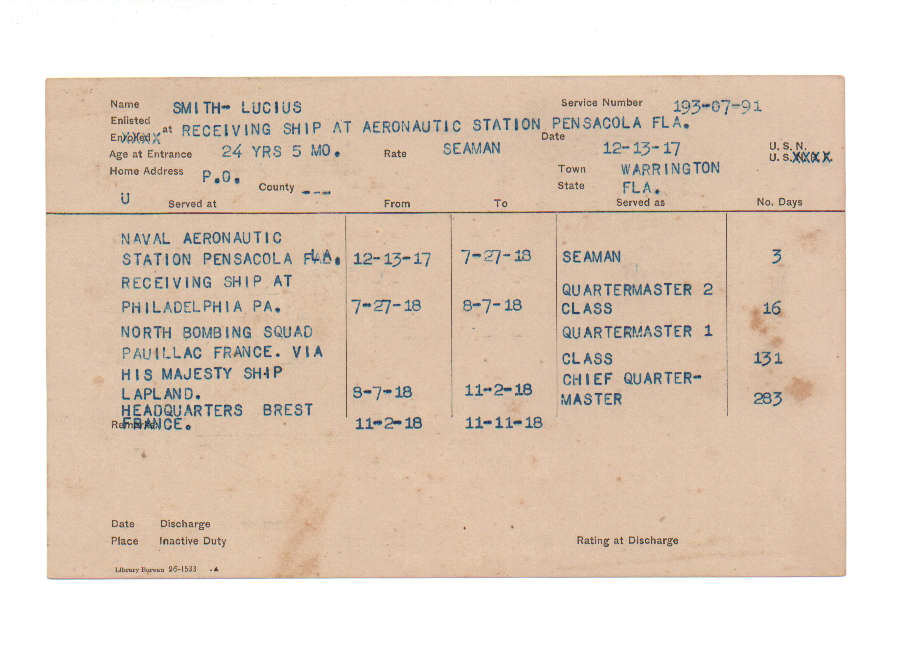 Name SMITH- LUCIUS Service Number 193-07-91
Enlisted
Enrolled at RECEIVING SHIP AT AERONAUTIC STATION PENSACOLA FLA.
Age at Entrance 24 YRS 5 MO. Rate SEAMAN Date 12-13-17 U. S. N.
U. S. XXXX
Home Address P.O. County --- Town WARRINGTON
State FLA.
U Served at From To Served as No. Days
NAVAL AERONAUTIC
STATION PENSACOLA FLA. 12-13-17 7-27-18 SEAMAN 3
RECEIVING SHIP AT QUARTERMASTER 2
PHILADELPHIA PA. 7-27-18 8-7-18 CLASS 16
NORTH BOMBING SQUAD QUARTERMASTER 1
PAUILLAC FRANCE. VIA CLASS 131
HIS MAJESTY SHIP CHIEF QUARTER-
LAPLAND. 8-7-18 11-2-18 MASTER 283
HEADQUARTERS BREST
Remarks: FRANCE. 11-2-18 11-11-18
Date Discharge
Place Inactive Duty Rating at Discharge
Library Bureau 26-1533